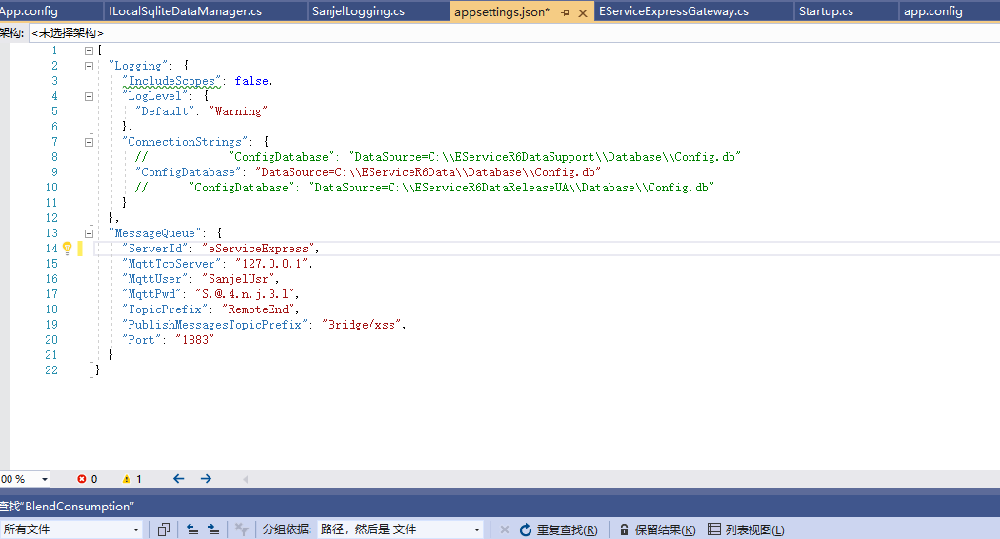 App.config ILocalSqliteDataManager.cs SanjelLogging.cs appsettings.json* EServiceExpressGateway.cs Startup.cs app.config
架构: <未选择架构>
1 {
2 "Logging": {
3 "IncludeScopes": false,
4 "LogLevel": {
5 "Default": "Warning"
6 },
7 "ConnectionStrings": {
8 // "ConfigDatabase": "DataSource=C:\\EServiceR6DataSupport\\Database\\Config.db"
9 "ConfigDatabase": "DataSource=C:\\EServiceR6Data\\Database\\Config.db"
10 // "ConfigDatabase": "DataSource=C:\\EServiceR6DataReleaseUA\\Database\\Config.db"
11 }
12 },
13 "MessageQueue": {
14 "ServerId": "eServiceExpress",
15 "MqttTcpServer": "127.0.0.1",
16 "MqttUser": "SanjelUsr",
17 "MqttPwd": "S.@.4.n.j.3.l",
18 "TopicPrefix": "RemoteEnd",
19 "PublishMessagesTopicPrefix": "Bridge/xss",
20 "Port": "1883"
21 }
22 }
00 % 0 1
查找"BlendConsumption"
所有文件 分组依据: 路径，然后是 文件 重复查找(R) 保留结果(K) 列表视图(L)